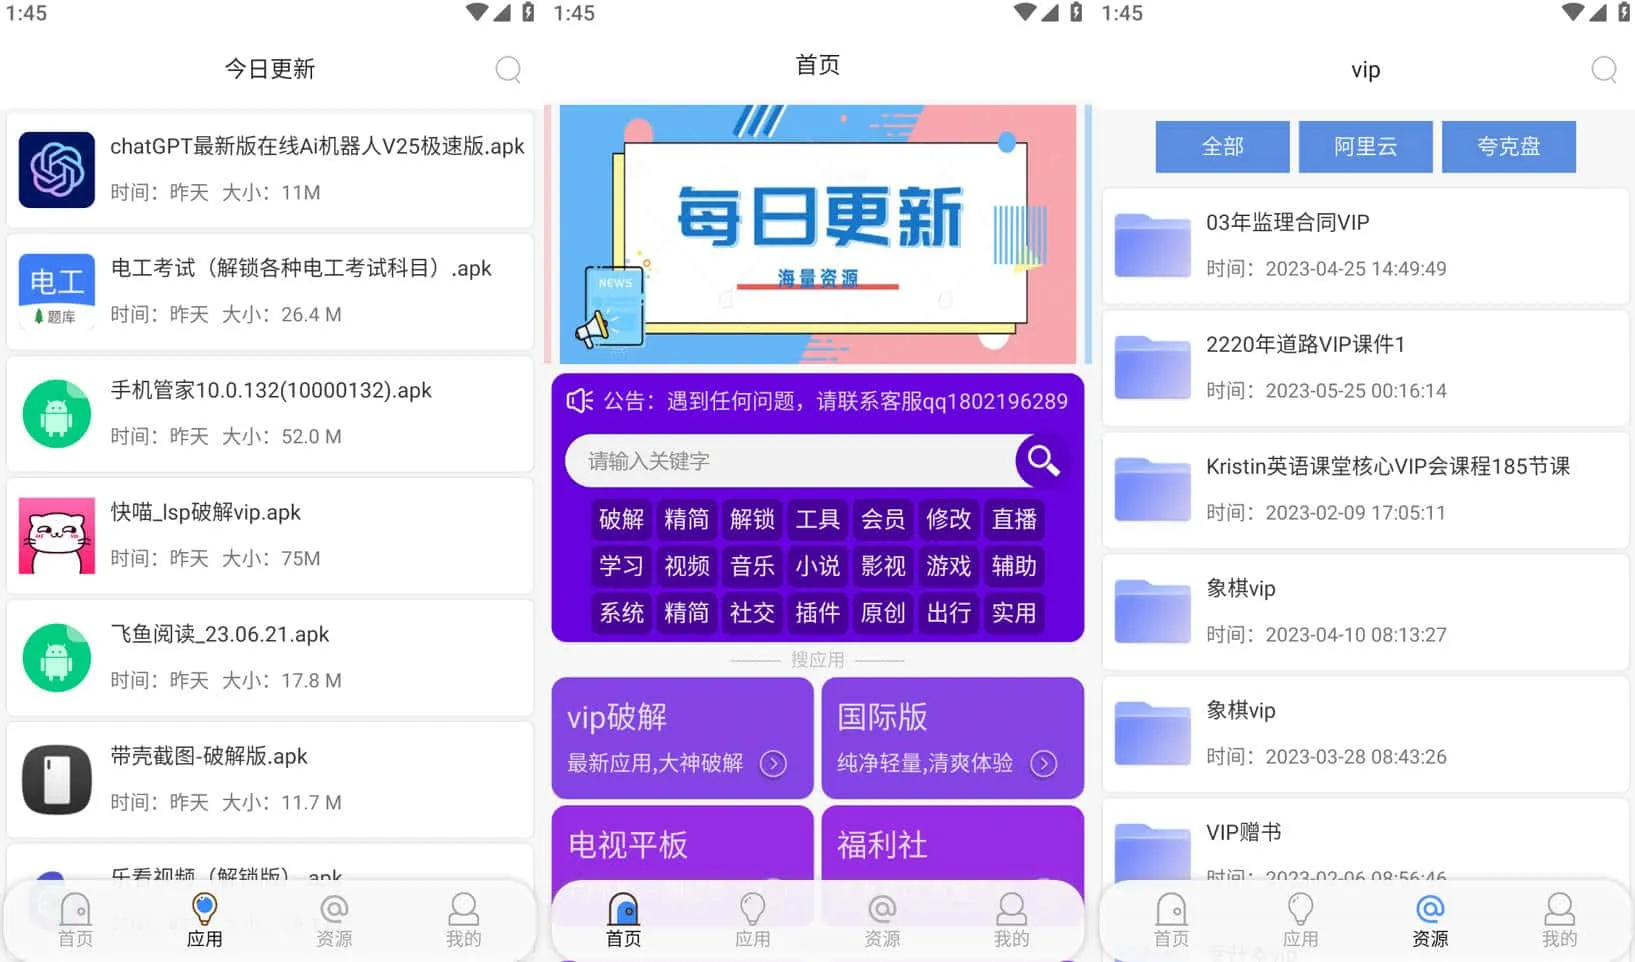 1:45
今日更新
chatGPT最新版在线Ai机器人V25极速版.apk
时间：昨天 大小：11M
电工
题库
电工考试（解锁各种电工考试科目）.apk
时间：昨天 大小：26.4 M
手机管家10.0.132(10000132).apk
时间：昨天 大小：52.0 M
快喵_lsp破解vip.apk
时间：昨天 大小：75M
飞鱼阅读_23.06.21.apk
时间：昨天 大小：17.8 M
带壳截图-破解版.apk
时间：昨天 大小：11.7 M
乐看视频（解锁版）.apk
首页 应用 资源 我的
1:45
首页
每日更新
海量资源
NEWS
公告：遇到任何问题，请联系客服qq1802196289
请输入关键字
破解 精简 解锁 工具 会员 修改 直播
学习 视频 音乐 小说 影视 游戏 辅助
系统 精简 社交 插件 原创 出行 实用
搜应用
vip破解
最新应用,大神破解
国际版
纯净轻量,清爽体验
电视平板
福利社
首页 应用 资源 我的
1:45
vip
全部 阿里云 夸克盘
03年监理合同VIP
时间：2023-04-25 14:49:49
2220年道路VIP课件1
时间：2023-05-25 00:16:14
Kristin英语课堂核心VIP会课程185节课
时间：2023-02-09 17:05:11
象棋vip
时间：2023-04-10 08:13:27
象棋vip
时间：2023-03-28 08:43:26
VIP赠书
时间：2023-02-06 08:56:46
首页 应用 资源 我的